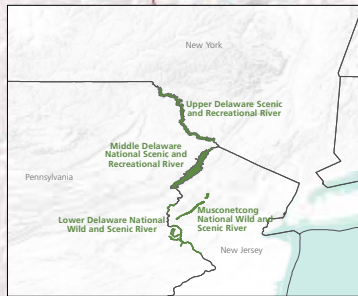 New York
Upper Delaware Scenic
and Recreational River
Middle Delaware
National Scenic and
Recreational River
Pennsylvania
Musconetcong
National Wild and
Scenic River
Lower Delaware National
Wild and Scenic River
New Jersey